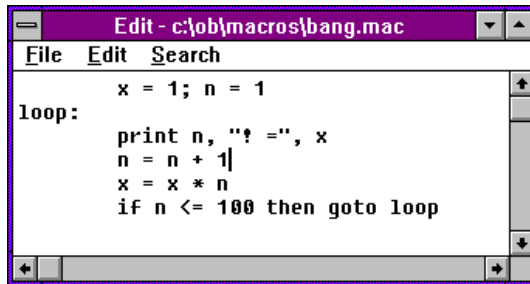 Edit - c:\ob\macros\bang.mac
File Edit Search
x = 1; n = 1
loop:
print n, "! =", x
n = n + 1
x = x * n
if n <= 100 then goto loop